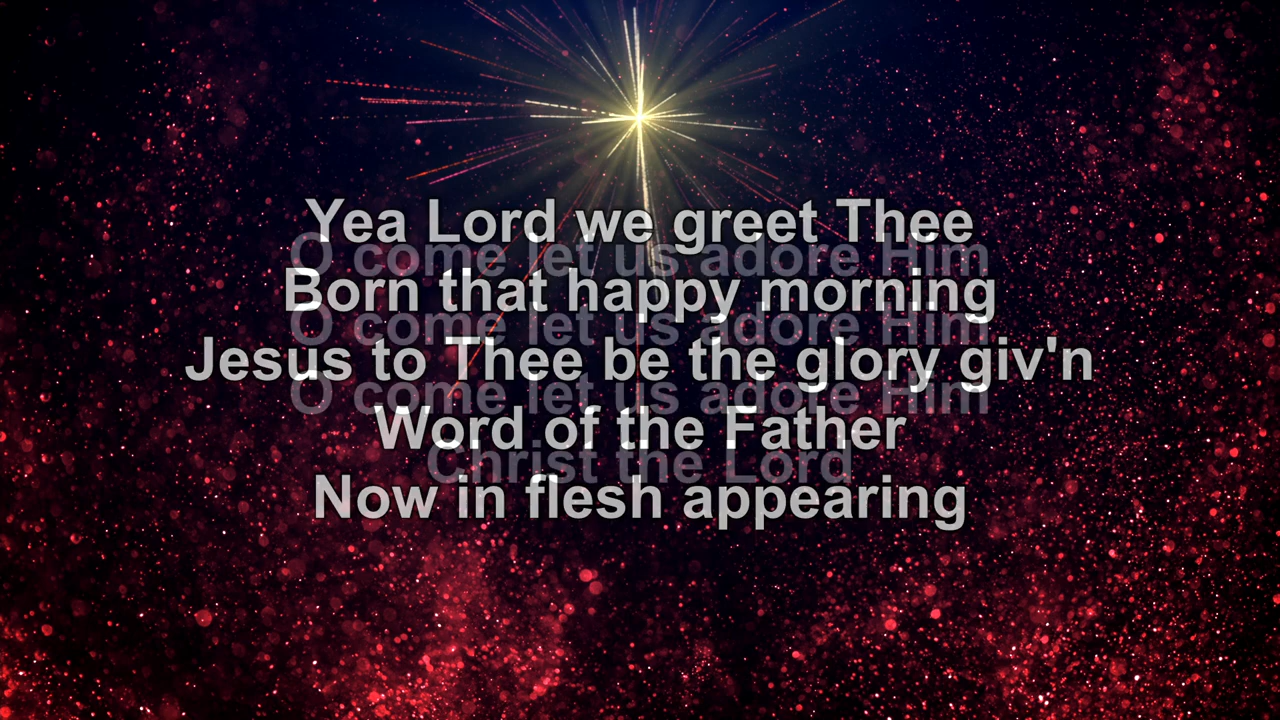 Yea Lord we greet Thee
O come let us adore Him
Born that happy morning
O come let us adore Him
Jesus to Thee be the glory giv'n
O come let us adore Him
Word of the Father
Christ the Lord
Now in flesh appearing